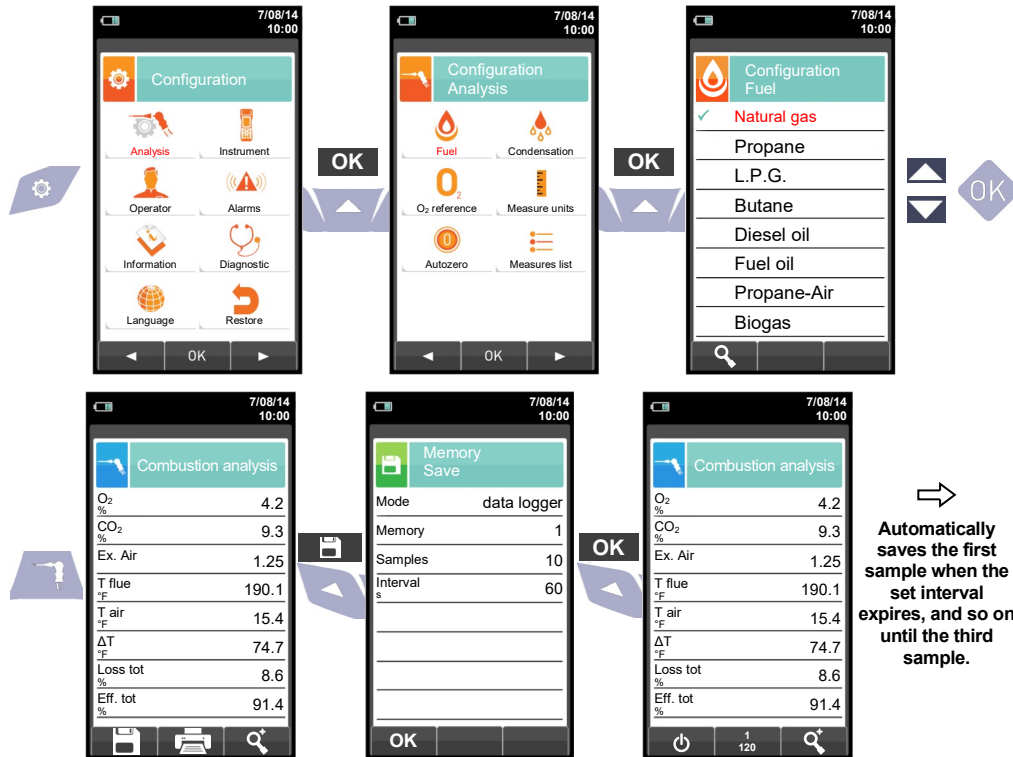 7/08/14
10:00
Configuration
Analysis
Instrument
Operator
Alarms
Information
Diagnostic
Language
Restore
◄ OK ►
OK
7/08/14
10:00
Configuration
Analysis
Fuel
Condensation
O₂
O₂ reference
Measure units
0
Autozero
Measures list
◄ OK ►
OK
7/08/14
10:00
Configuration
Fuel
✓ Natural gas
Propane
L.P.G.
Butane
Diesel oil
Fuel oil
Propane-Air
Biogas
OK
7/08/14
10:00
Combustion analysis
O₂ % 4.2
CO₂ % 9.3
Ex. Air 1.25
T flue °F 190.1
T air °F 15.4
ΔT °F 74.7
Loss tot % 8.6
Eff. tot % 91.4
7/08/14
10:00
Memory
Save
Mode data logger
Memory 1
Samples 10
Interval s 60
OK
OK
7/08/14
10:00
Combustion analysis
O₂ % 4.2
CO₂ % 9.3
Ex. Air 1.25
T flue °F 190.1
T air °F 15.4
ΔT °F 74.7
Loss tot % 8.6
Eff. tot % 91.4
1
120
Automatically
saves the first
sample when the
set interval
expires, and so on
until the third
sample.